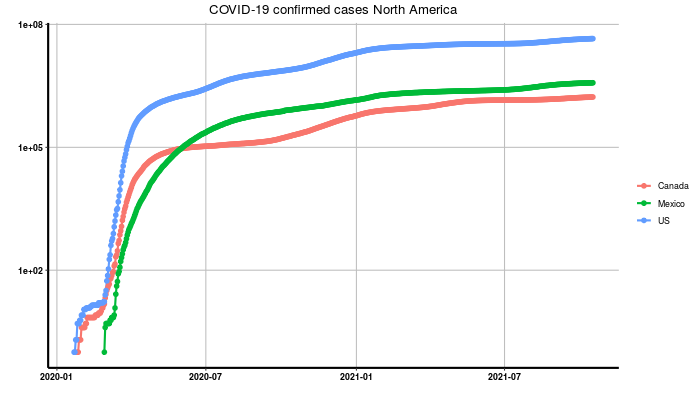 COVID-19 confirmed cases North America
1e+08
1e+05
1e+02
2020-01
2020-07
2021-01
2021-07
Canada
Mexico
US